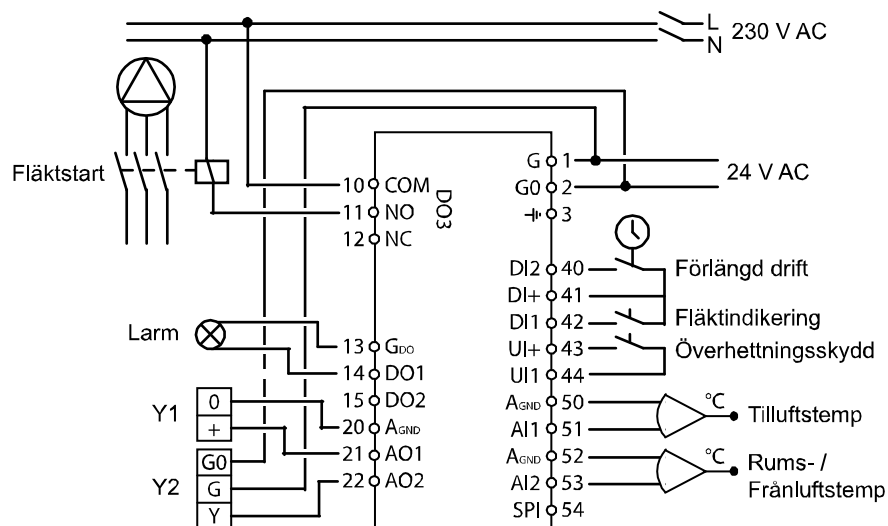 L
N
230 V AC
Fläktstart
G 1
G0 2
3
24 V AC
10 COM
11 NO
12 NC
DO3
DI2 40
DI+ 41
DI1 42
UI+ 43
UI1 44
Förlängd drift
Fläktindikering
Överhettningsskydd
Larm
13 GDO
14 DO1
15 DO2
20 AGND
21 AO1
22 AO2
Y1
0
+
Y2
G0
G
Y
AGND 50
AI1 51
AGND 52
AI2 53
SPI 54
°C
Tilluftstemp
°C
Rums- /
Frånluftstemp